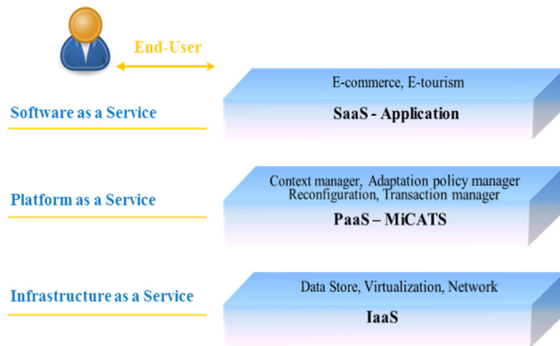 End-User
E-commerce, E-tourism
Software as a Service
SaaS - Application
Context manager, Adaptation policy manager
Platform as a Service
Reconfiguration, Transaction manager
PaaS – MiCATS
Data Store, Virtualization, Network
Infrastructure as a Service
IaaS